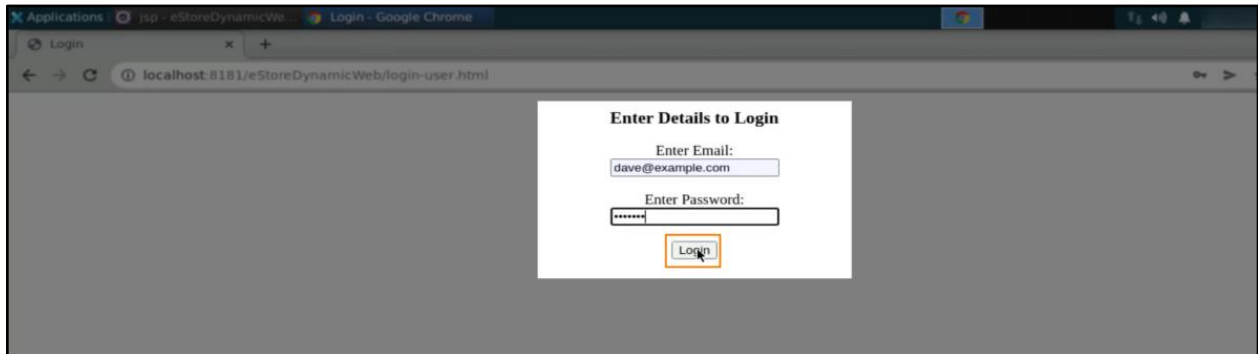 Applications jsp - eStoreDynamicWe... Login - Google Chrome
Login
localhost:8181/eStoreDynamicWeb/login-user.html
Enter Details to Login
Enter Email:
dave@example.com
Enter Password:
•••••••
Login